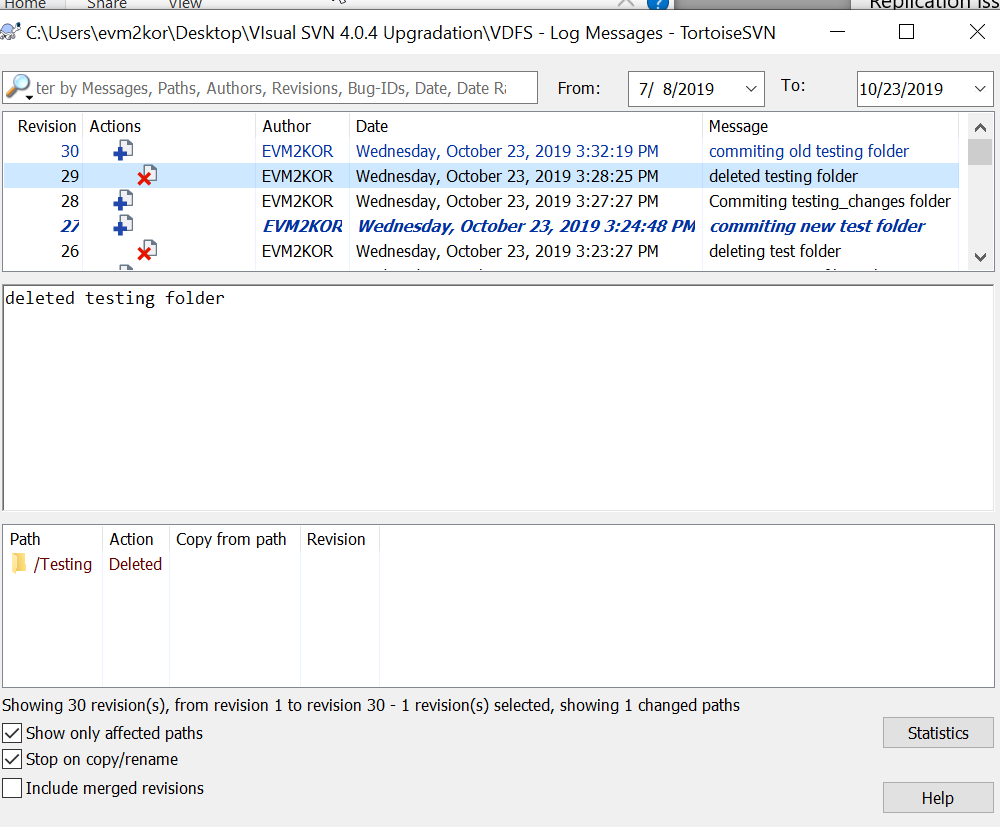 Home Share View Replication Iss
C:\Users\evm2kor\Desktop\VIsual SVN 4.0.4 Upgradation\VDFS - Log Messages - TortoiseSVN
ter by Messages, Paths, Authors, Revisions, Bug-IDs, Date, Date Ra From: 7/ 8/2019 To: 10/23/2019
Revision Actions Author Date Message
30 EVM2KOR Wednesday, October 23, 2019 3:32:19 PM commiting old testing folder
29 EVM2KOR Wednesday, October 23, 2019 3:28:25 PM deleted testing folder
28 EVM2KOR Wednesday, October 23, 2019 3:27:27 PM Commiting testing_changes folder
27 EVM2KOR Wednesday, October 23, 2019 3:24:48 PM commiting new test folder
26 EVM2KOR Wednesday, October 23, 2019 3:23:27 PM deleting test folder
deleted testing folder
Path Action Copy from path Revision
/Testing Deleted
Showing 30 revision(s), from revision 1 to revision 30 - 1 revision(s) selected, showing 1 changed paths
Show only affected paths
Statistics
Stop on copy/rename
Include merged revisions
Help